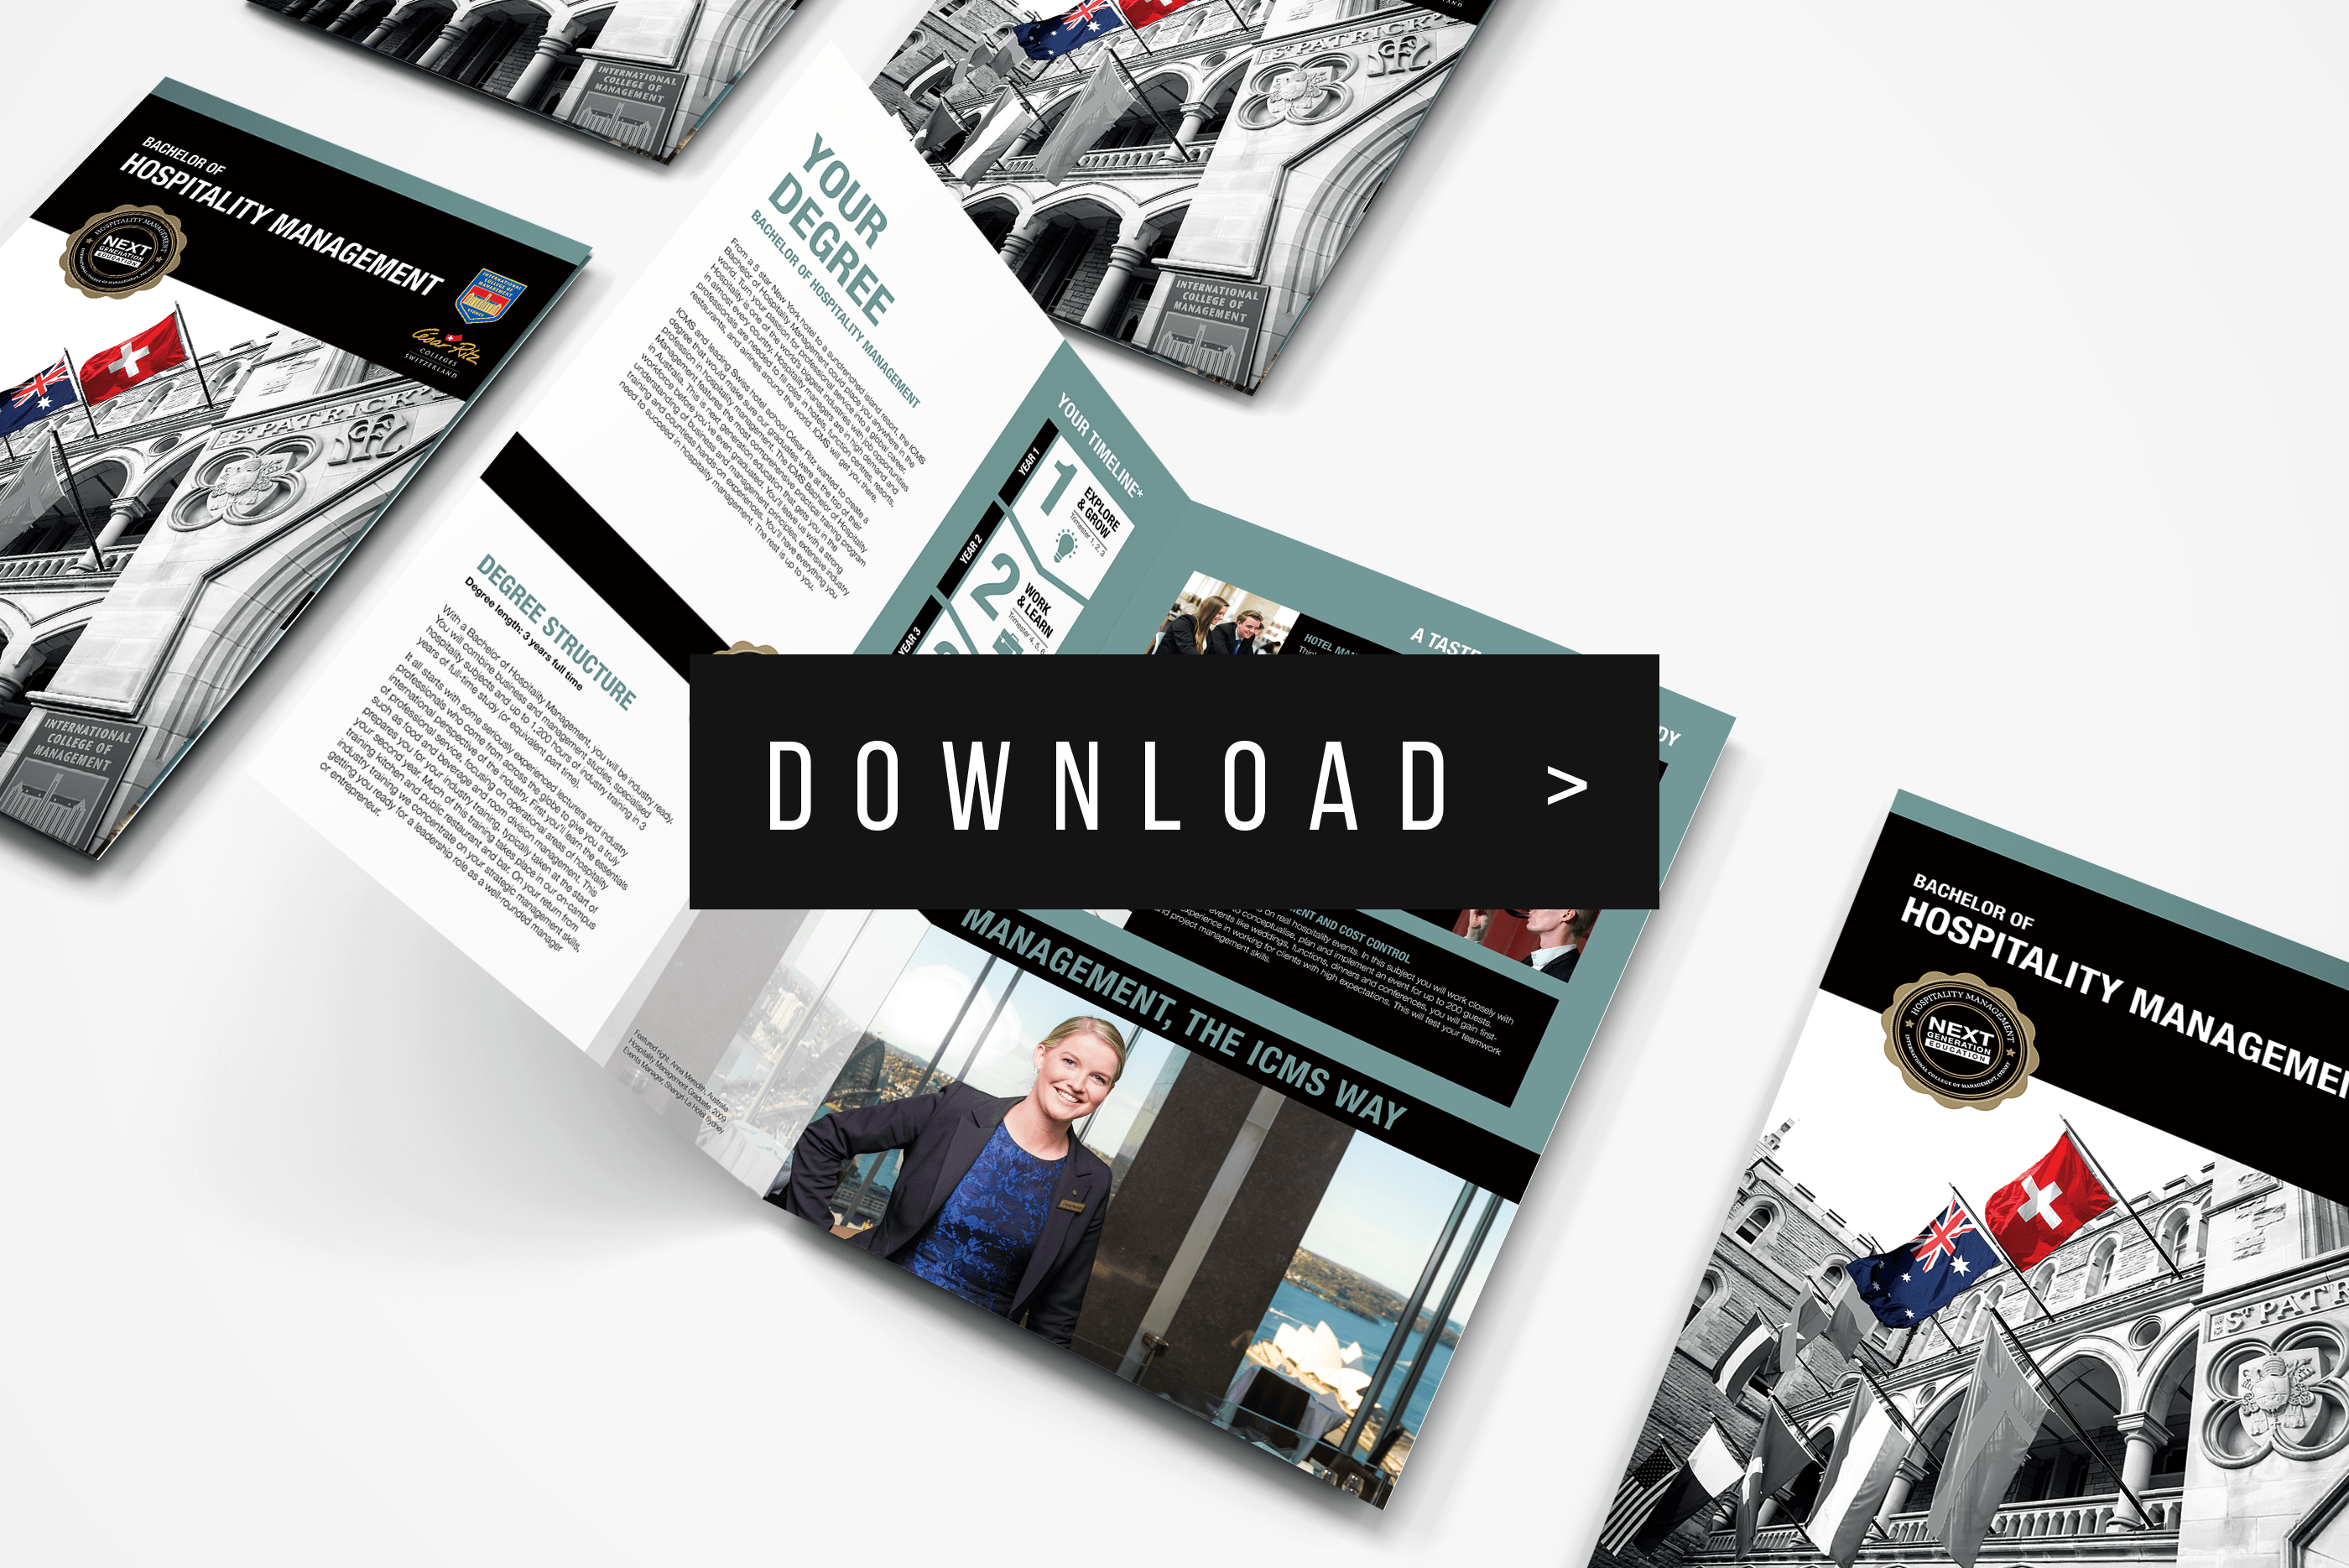 INTERNATIONAL
COLLEGE OF
MANAGEMENT
ST PATRICK'S
INTERNATIONAL
COLLEGE OF
MANAGEMENT
BACHELOR OF
HOSPITALITY MANAGEMENT
HOSPITALITY MANAGEMENT
NEXT
GENERATION
EDUCATION
INTERNATIONAL
COLLEGE OF
MANAGEMENT
SYDNEY
César Ritz
COLLEGES
SWITZERLAND
ST PATRICK'S
INTERNATIONAL
COLLEGE OF
MANAGEMENT
YOUR
DEGREE
BACHELOR OF HOSPITALITY MANAGEMENT
From a 5 star New York hotel to a sundrenched island resort, the ICMS
Bachelor of Hospitality Management could place you anywhere in the
world. Turn your passion for professional service into a global career.
Hospitality is one of the world's biggest industries with job opportunities
in almost every country. Hospitality managers are in high demand and
professionals are needed to fill roles in hotels, function centres, resorts,
restaurants, and airlines around the world. ICMS will get you there.
ICMS and leading Swiss hotel school César Ritz wanted to create a
degree that would make sure our graduates were at the top of their
profession in hospitality management. The ICMS Bachelor of Hospitality
Management features the most comprehensive practical training program
in Australia. This is next generation education that gets you in the
workforce before you've even graduated. You'll leave us with a strong
understanding of business and management principles, extensive industry
training and countless hands-on experiences. You'll have everything you
need to succeed in hospitality management. The rest is up to you.
DEGREE STRUCTURE
Degree length: 3 years full time
With a Bachelor of Hospitality Management, you will be industry ready.
You will combine business and management studies, specialised
hospitality subjects and up to 1,200 hours of industry training in 3
years of full-time study (or equivalent part time).
It all starts with some seriously experienced lecturers and industry
professionals who come from across the globe to give you a truly
international perspective of the industry. First you'll learn the essentials
of professional service, focusing on operational areas of hospitality
such as food and beverage and room division management. This
prepares you for your industry training, typically taken at the start of
your second year. Much of this training takes place in our on-campus
training kitchen and public restaurant and bar. On your return from
industry training we concentrate on your strategic management skills,
getting you ready for a leadership role as a well-rounded manager
or entrepreneur.
YOUR TIMELINE*
YEAR 1
1
EXPLORE
& GROW
Trimester 1, 2, 3
YEAR 2
2
WORK
& LEARN
Trimester 4, 5, 6
YEAR 3
A TASTE
HOTEL MAN
DOWNLOAD >
MENT AND COST CONTROL
on real hospitality events. In this subject you will work closely with
to conceptualise, plan and implement an event for up to 200 guests.
events like weddings, functions, dinners and conferences, you will gain first-
experience in working for clients with high expectations. This will test your teamwork
and project management skills.
MANAGEMENT, THE ICMS WAY
Featured right: Anna Meredith, Australia
Hospitality Management Graduate, 2009
Events Manager, Shangri-La Hotel Sydney
BACHELOR OF
HOSPITALITY MANAGEME
HOSPITALITY MANAGEMENT
NEXT
GENERATION
EDUCATION
INTERNATIONAL COLLEGE OF MANAGEMENT, SYDNEY
ST PATR